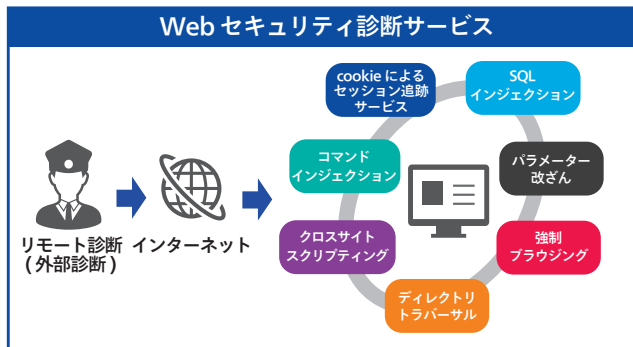 Webセキュリティ診断サービス
cookieによる
セッション追跡
サービス
SQL
インジェクション
コマンド
インジェクション
パラメーター
改ざん
リモート診断
(外部診断)
インターネット
クロスサイト
スクリプティング
強制
ブラウジング
ディレクトリ
トラバーサル